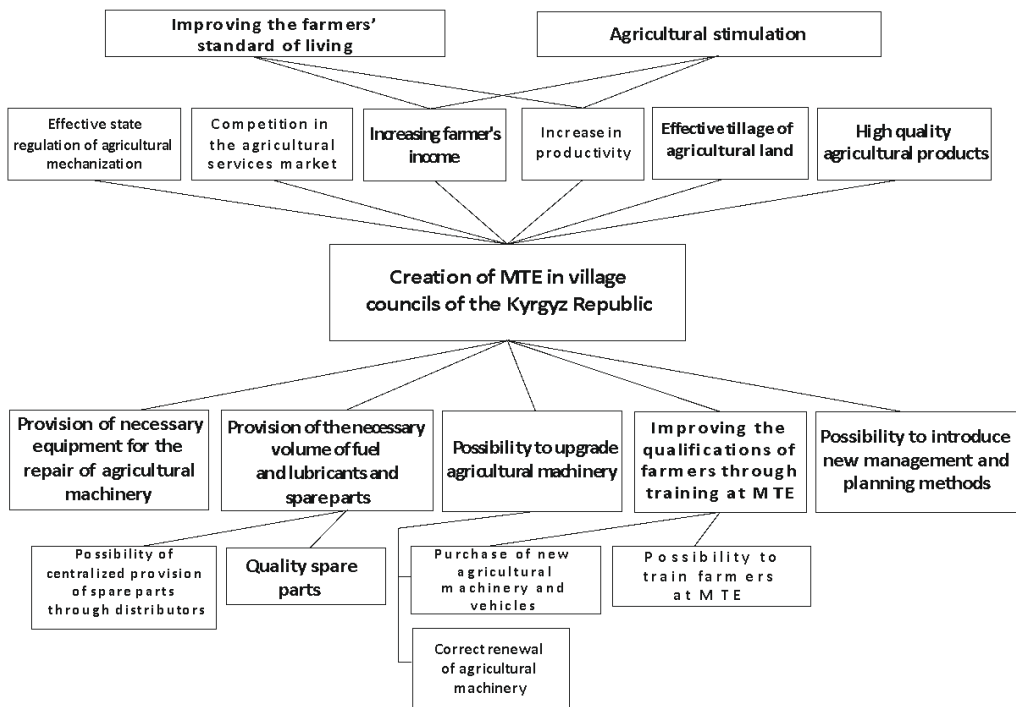 Improving the farmers'
standard of living
Agricultural stimulation
Effective state
regulation of agricultural
mechanization
Competition in
the agricultural
services market
Increasing farmer's
income
Increase in
productivity
Effective tillage of
agricultural land
High quality
agricultural products
Creation of MTE in village
councils of the Kyrgyz Republic
Provision of necessary
equipment for the
repair of agricultural
machinery
Provision of the necessary
volume of fuel
and lubricants and
spare parts
Possibility to upgrade
agricultural machinery
Improving the
qualifications of
farmers through
training at MTE
Possibility to introduce
new management and
planning methods
Possibility of
centralized provision
of spare parts
through distributors
Quality spare
parts
Purchase of new
agricultural
machinery and
vehicles
Possibility to
train farmers
at MTE
Correct renewal
of agricultural
machinery